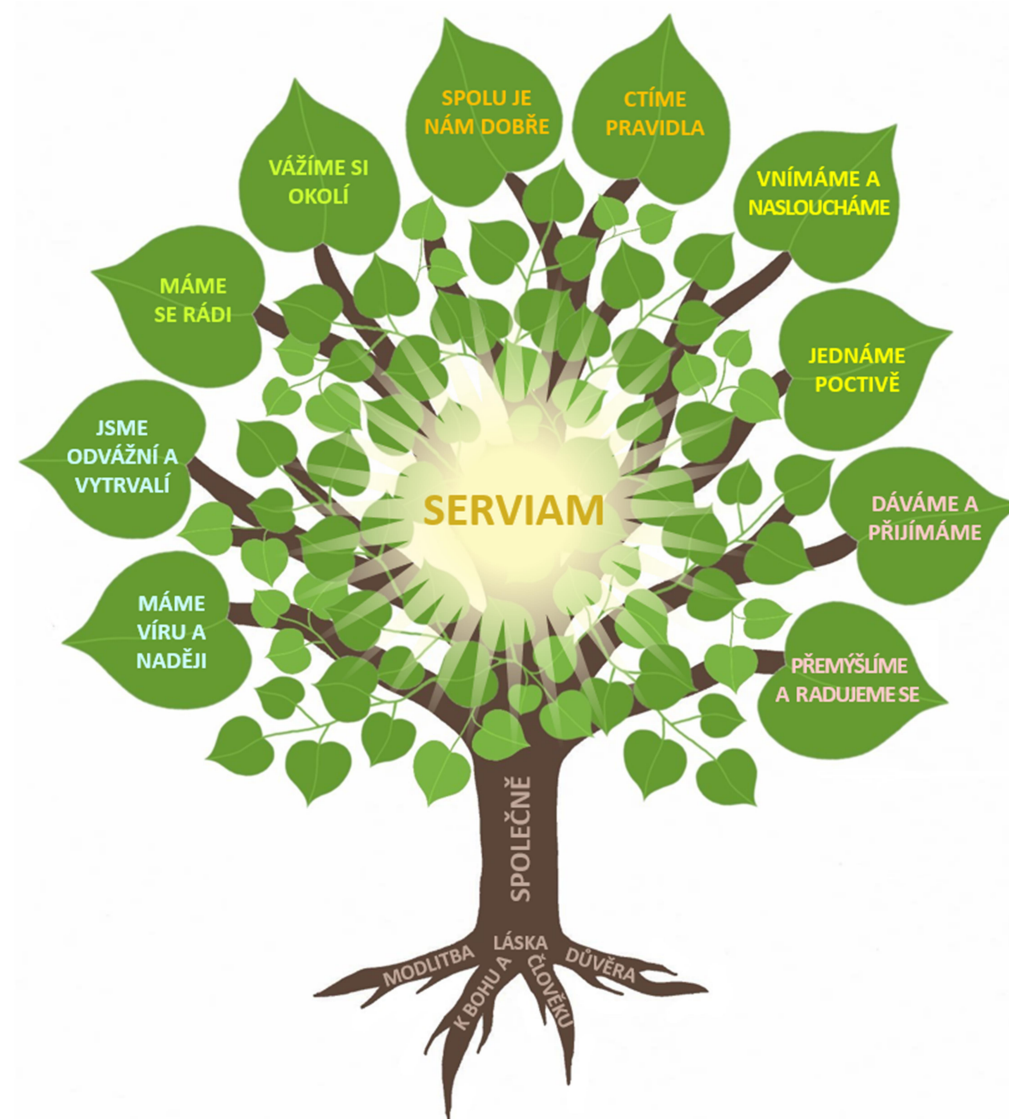 SPOLU JE
NÁM DOBŘE
CTÍME
PRAVIDLA
VÁŽÍME SI
OKOLÍ
VNÍMÁME A
NASLOUCHÁME
MÁME
SE RÁDI
JEDNÁME
POCTIVĚ
JSME
ODVÁŽNÍ A
VYTRVALÍ
SERVIAM
DÁVÁME A
PŘIJÍMÁME
MÁME
VÍRU A
NADĚJI
PŘEMÝŠLÍME
A RADUJEME SE
SPOLEČNĚ
MODLITBA
LÁSKA
K BOHU A
ČLOVĚKU
DŮVĚRA